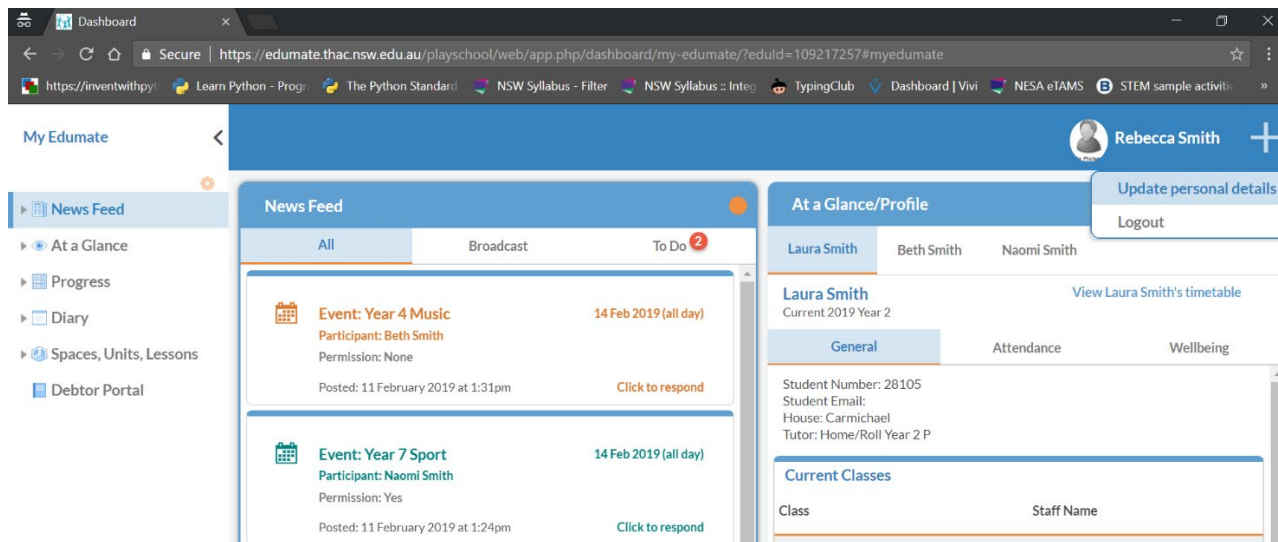 Dashboard
Secure | https://edumate.thac.nsw.edu.au/playschool/web/app.php/dashboard/my-edumate/?eduId=109217257#myedumate
https://inventwithpyt Learn Python - Progr The Python Standard NSW Syllabus - Filter NSW Syllabus :: Integ TypingClub Dashboard | Vivi NESA eTAMS STEM sample activitie »
My Edumate
Rebecca Smith
Update personal details
Logout
News Feed
At a Glance
Progress
Diary
Spaces, Units, Lessons
Debtor Portal
News Feed
All Broadcast To Do 2
Event: Year 4 Music 14 Feb 2019 (all day)
Participant: Beth Smith
Permission: None
Posted: 11 February 2019 at 1:31pm Click to respond
Event: Year 7 Sport 14 Feb 2019 (all day)
Participant: Naomi Smith
Permission: Yes
Posted: 11 February 2019 at 1:24pm Click to respond
At a Glance/Profile
Laura Smith Beth Smith Naomi Smith
Laura Smith View Laura Smith's timetable
Current 2019 Year 2
General Attendance Wellbeing
Student Number: 28105
Student Email:
House: Carmichael
Tutor: Home/Roll Year 2 P
Current Classes
Class Staff Name